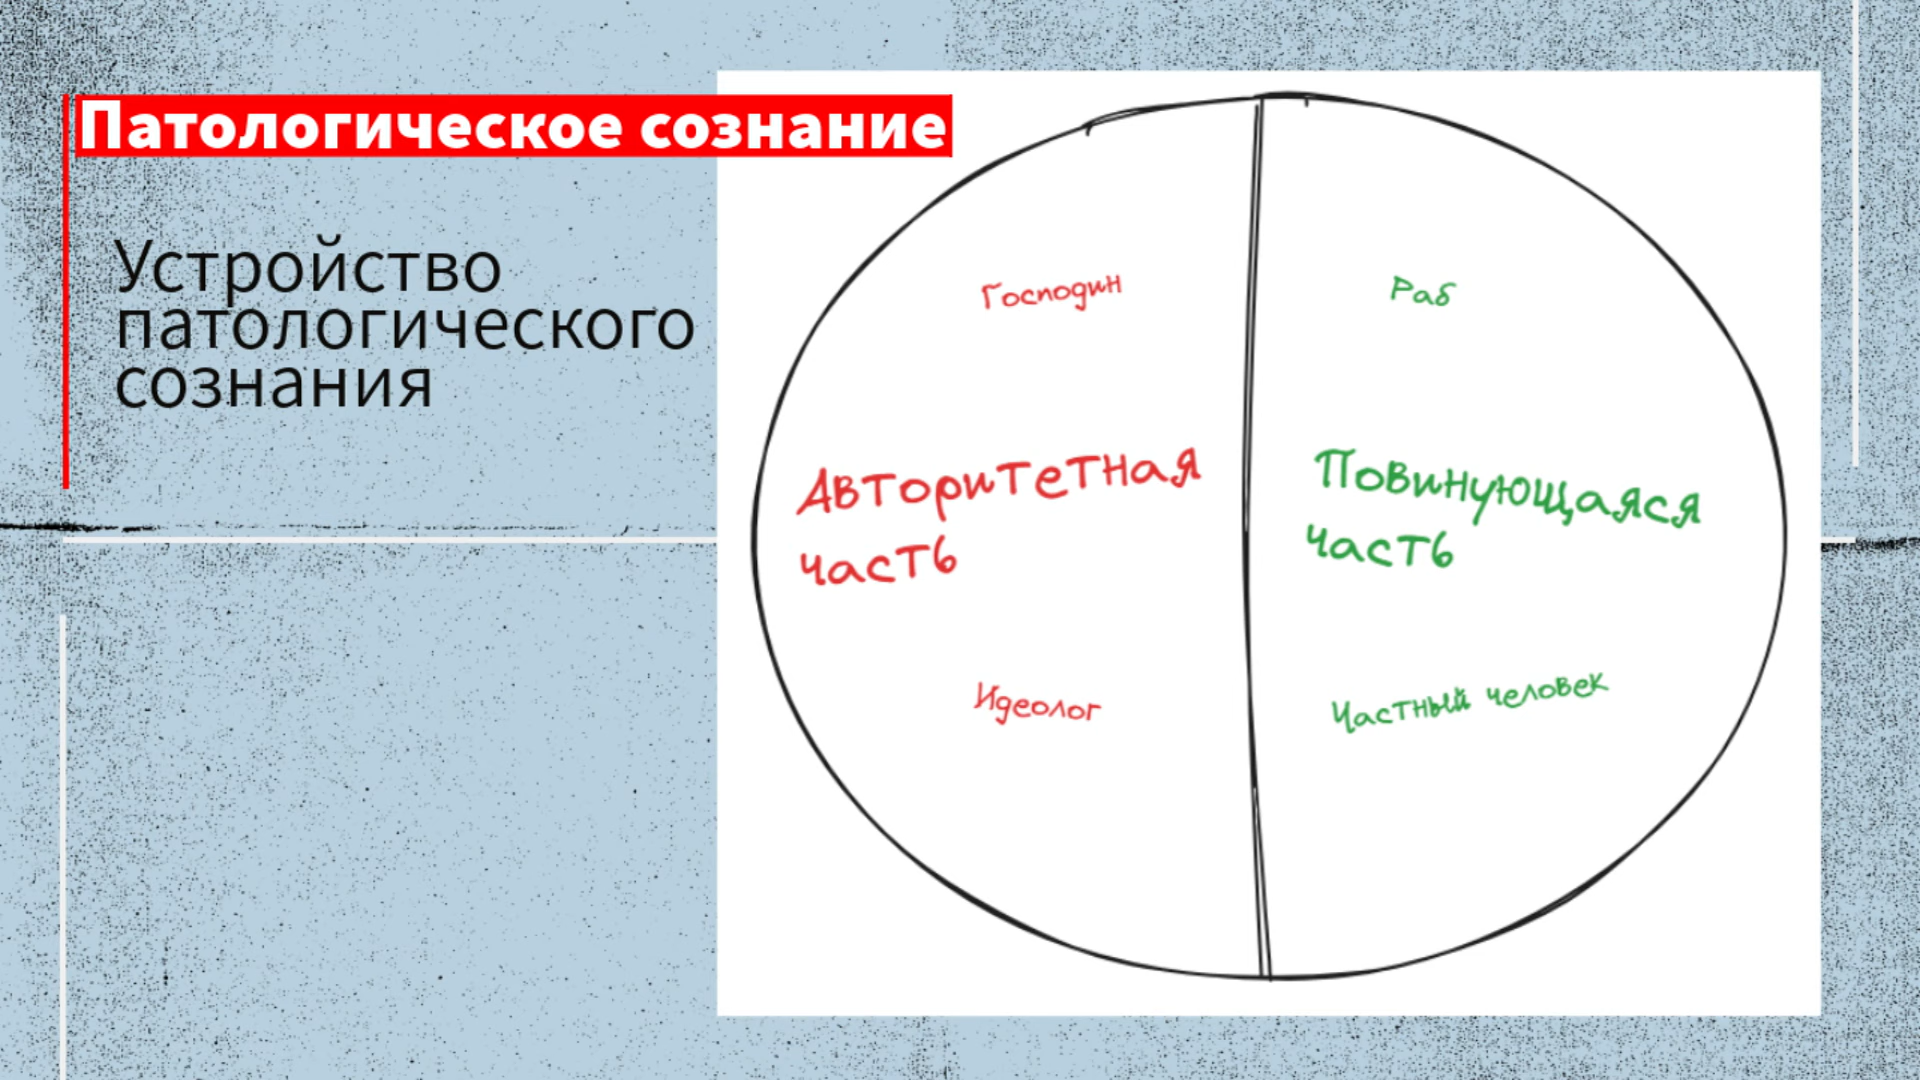 Патологическое сознание
Устройство
патологического
сознания
Господин
Раб
Авторитетная
часть
Повинующаяся
часть
Идеолог
Частный человек